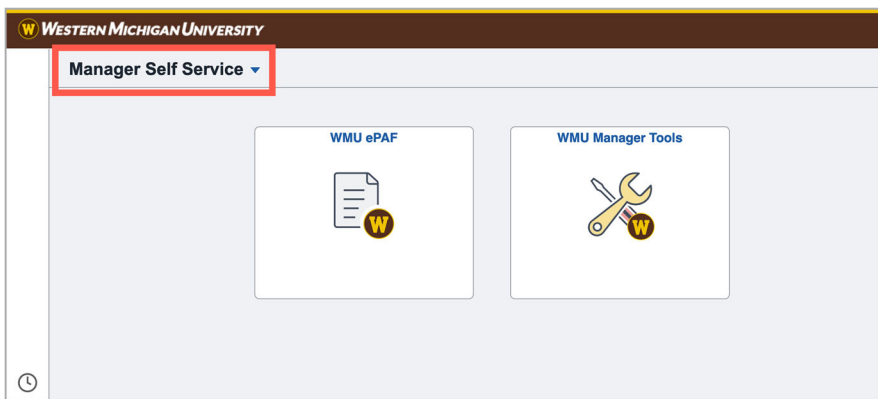 W WESTERN MICHIGAN UNIVERSITY
Manager Self Service
WMU ePAF
WMU Manager Tools
W
W